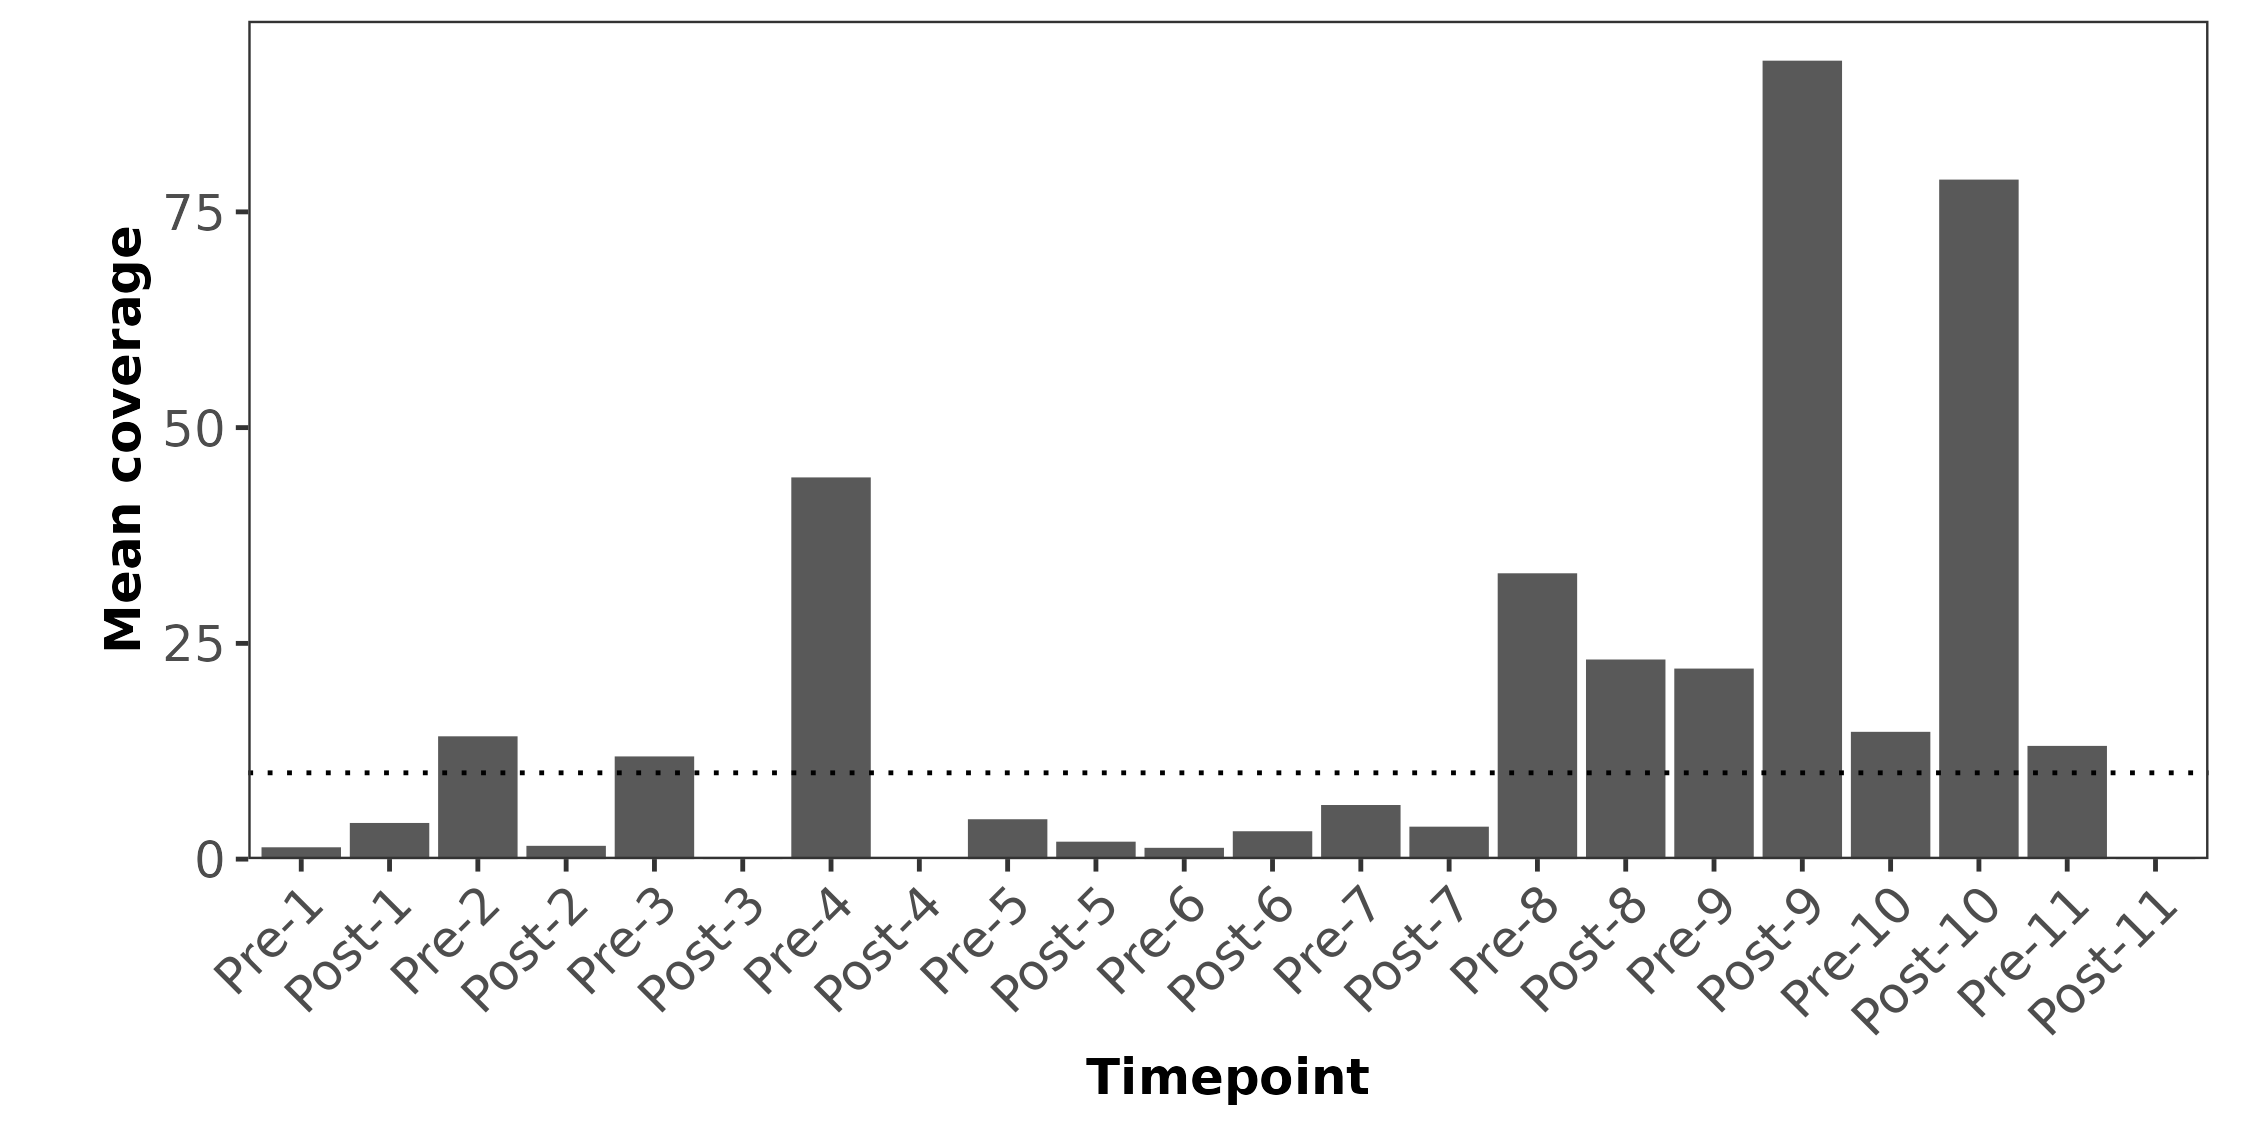 Mean coverage
75
50
25
0
Pre-1
Post-1
Pre-2
Post-2
Pre-3
Post-3
Pre-4
Post-4
Pre-5
Post-5
Pre-6
Post-6
Pre-7
Post-7
Pre-8
Post-8
Pre-9
Post-9
Pre-10
Post-10
Pre-11
Post-11
Timepoint